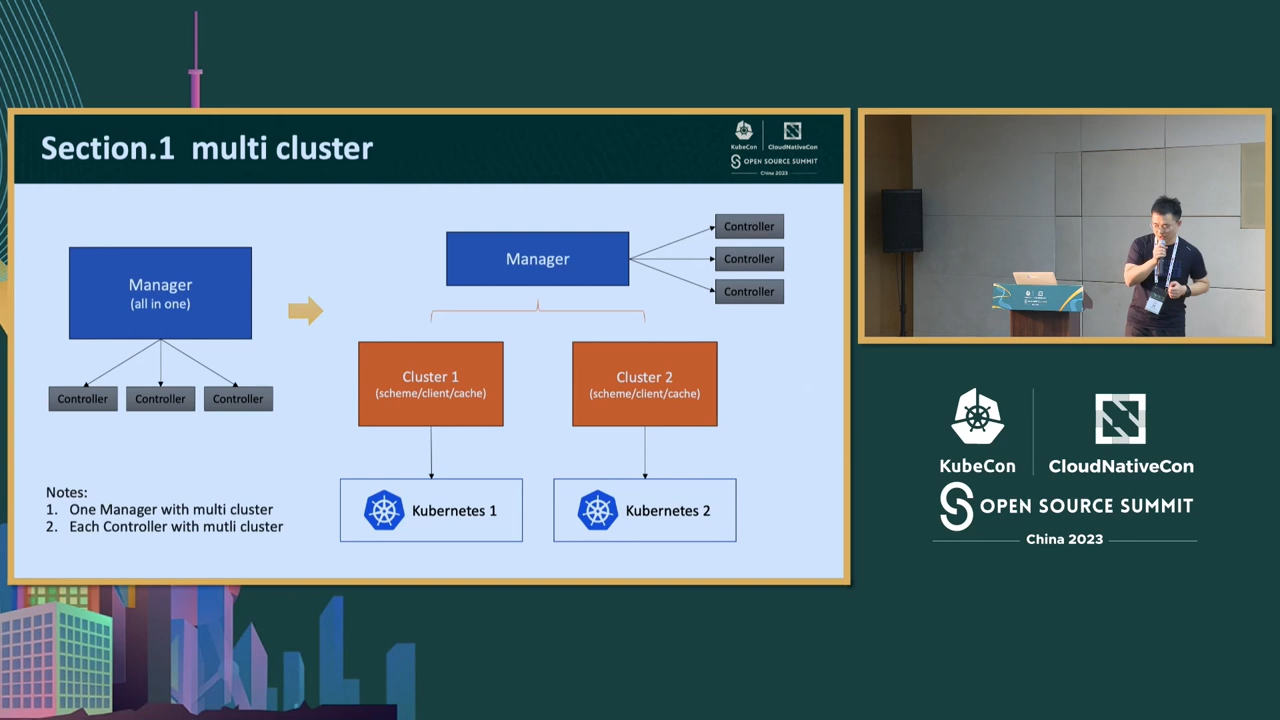 Section.1 multi cluster
KubeCon
CloudNativeCon
OPEN SOURCE SUMMIT
China 2023
Manager
(all in one)
Controller
Controller
Controller
Manager
Controller
Controller
Controller
Cluster 1
(scheme/client/cache)
Cluster 2
(scheme/client/cache)
Kubernetes 1
Kubernetes 2
Notes:
1. One Manager with multi cluster
2. Each Controller with mutli cluster
KubeCon
CloudNativeCon
OPEN SOURCE SUMMIT
China 2023